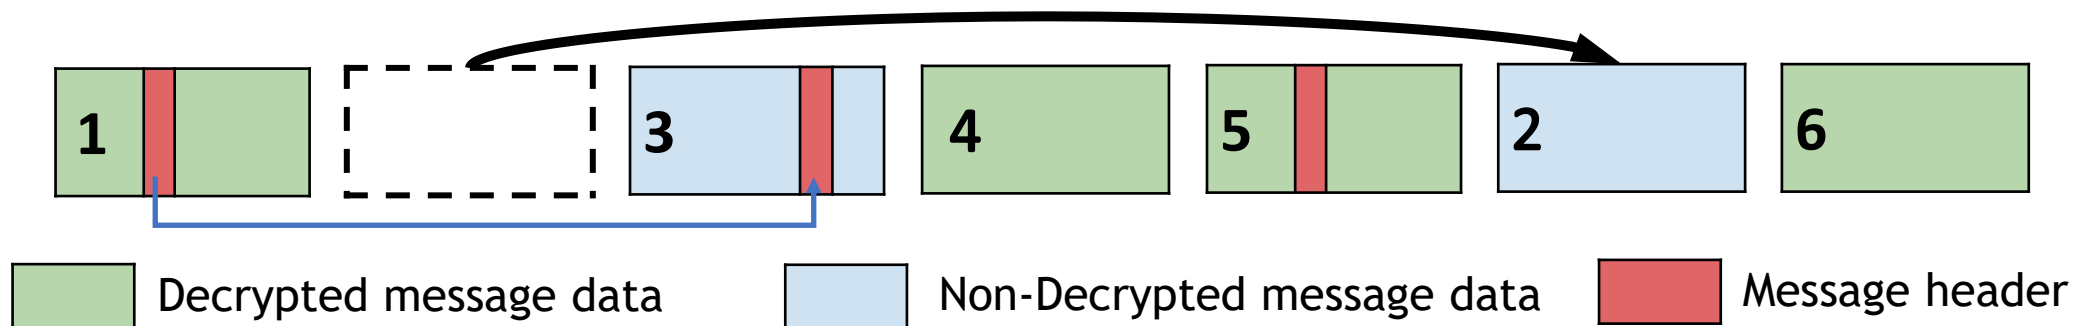 1 3 4 5 2 6
Decrypted message data Non-Decrypted message data Message header